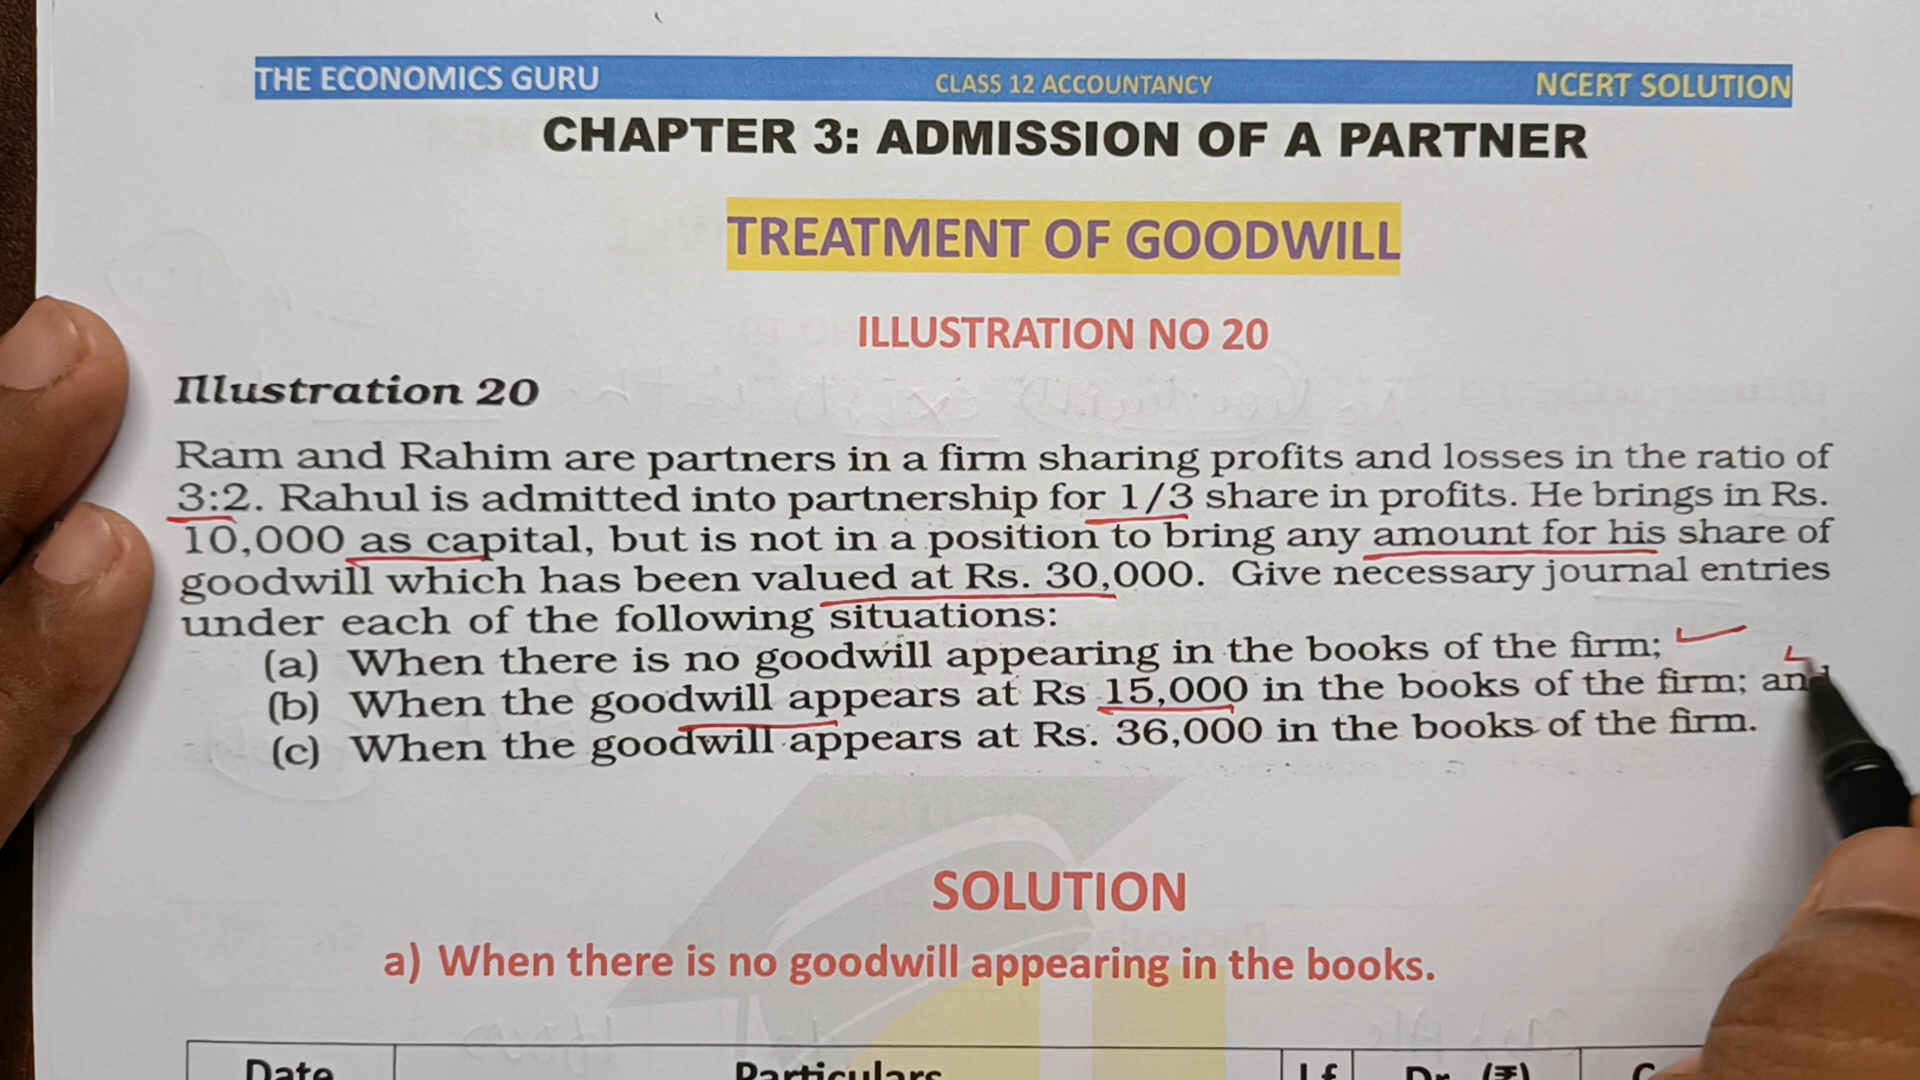 THE ECONOMICS GURU CLASS 12 ACCOUNTANCY NCERT SOLUTION
CHAPTER 3: ADMISSION OF A PARTNER
TREATMENT OF GOODWILL
ILLUSTRATION NO 20
Illustration 20
Ram and Rahim are partners in a firm sharing profits and losses in the ratio of
3:2. Rahul is admitted into partnership for 1/3 share in profits. He brings in Rs.
10,000 as capital, but is not in a position to bring any amount for his share of
goodwill which has been valued at Rs. 30,000. Give necessary journal entries
under each of the following situations:
(a) When there is no goodwill appearing in the books of the firm;
(b) When the goodwill appears at Rs 15,000 in the books of the firm; and
(c) When the goodwill appears at Rs. 36,000 in the books of the firm.
SOLUTION
a) When there is no goodwill appearing in the books.
Date Particulars L.f Dr. (₹)